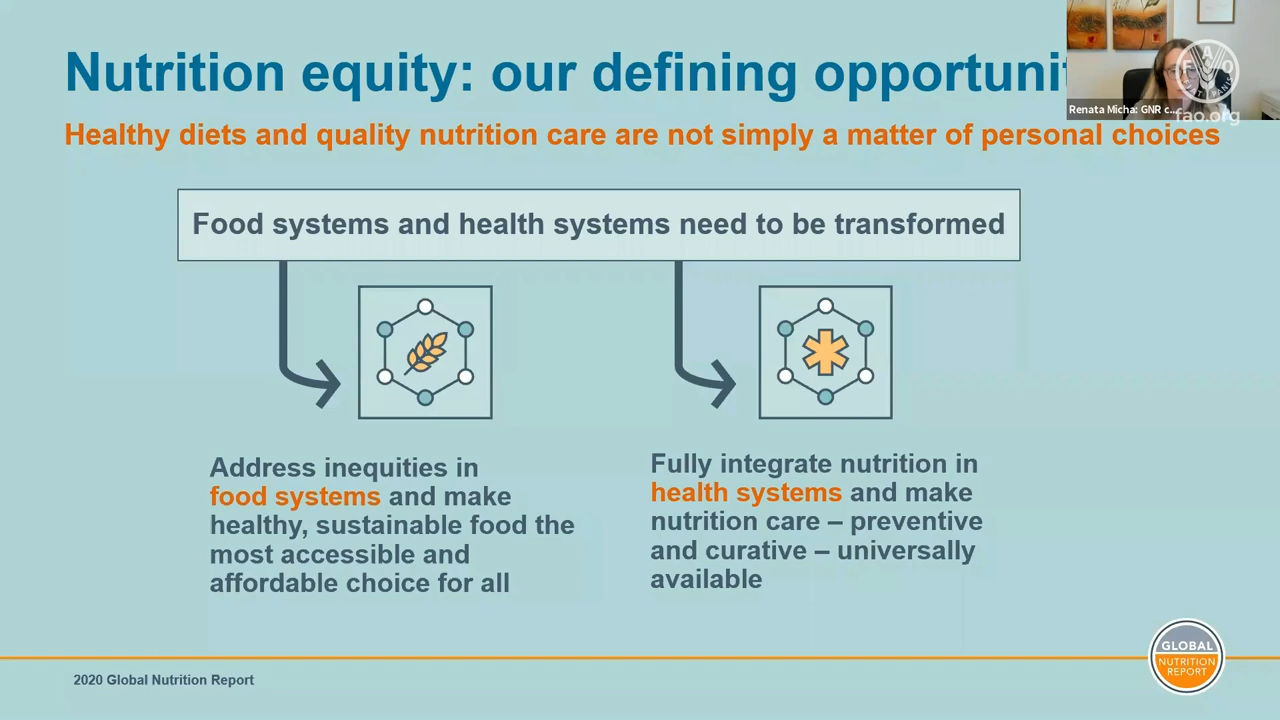 Nutrition equity: our defining opportunit
Healthy diets and quality nutrition care are not simply a matter of personal choices
Renata Micha: GNR c...
FAO
fao.org
Food systems and health systems need to be transformed
Address inequities in
food systems and make
healthy, sustainable food the
most accessible and
affordable choice for all
Fully integrate nutrition in
health systems and make
nutrition care – preventive
and curative – universally
available
2020 Global Nutrition Report
GLOBAL
NUTRITION
REPORT